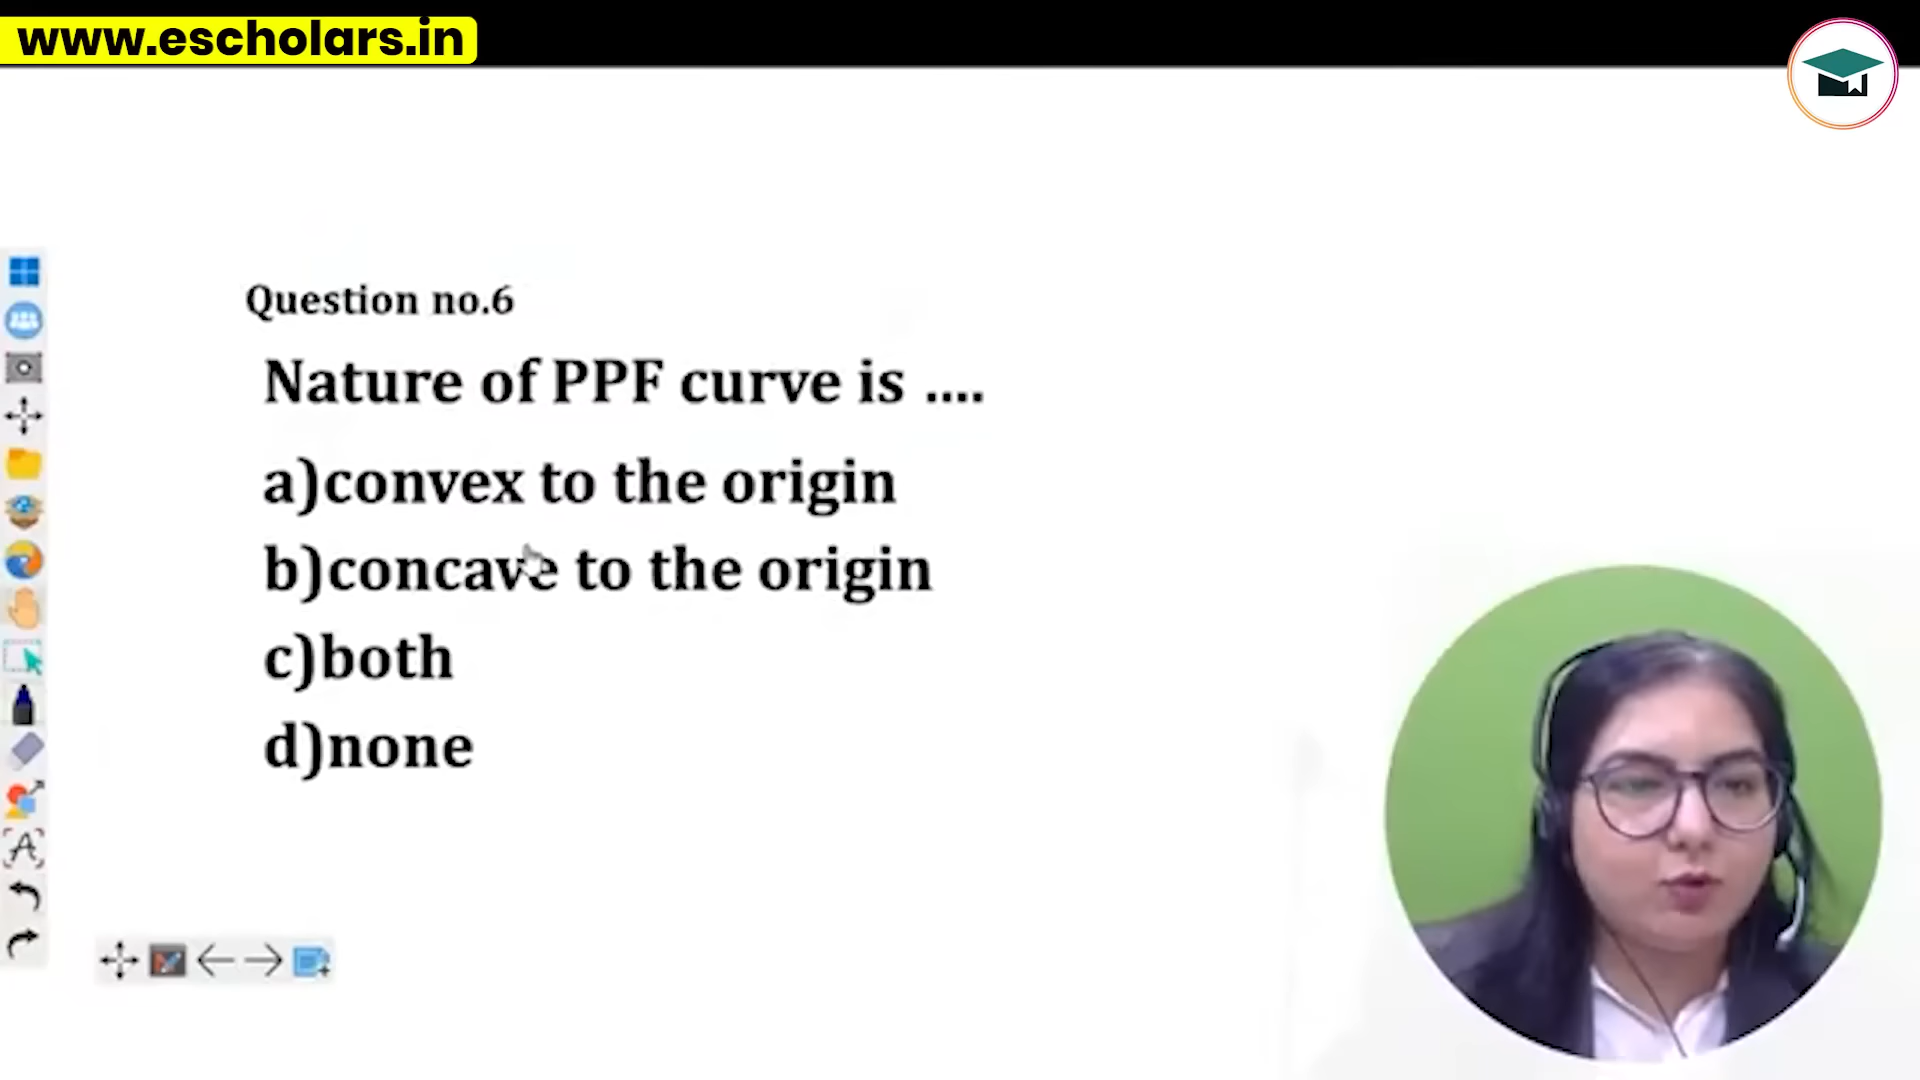 www.escholars.in
Question no.6
Nature of PPF curve is ....
a)convex to the origin
b)concave to the origin
c)both
d)none